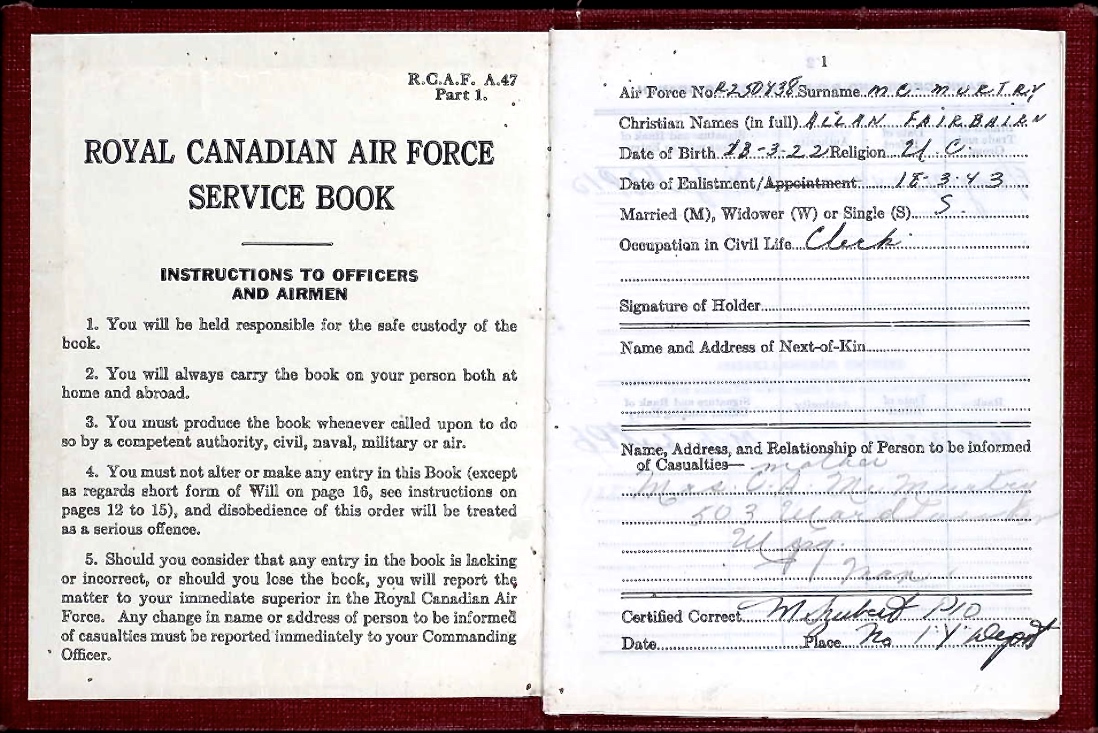 R.C.A.F. A.47
Part 1.
ROYAL CANADIAN AIR FORCE
SERVICE BOOK
INSTRUCTIONS TO OFFICERS
AND AIRMEN
1. You will be held responsible for the safe custody of the
book.
2. You will always carry the book on your person both at
home and abroad.
3. You must produce the book whenever called upon to do
so by a competent authority, civil, naval, military or air.
4. You must not alter or make any entry in this Book (except
as regards short form of Will on page 16, see instructions on
pages 12 to 15), and disobedience of this order will be treated
as a serious offence.
5. Should you consider that any entry in the book is lacking
or incorrect, or should you lose the book, you will report the
matter to your immediate superior in the Royal Canadian Air
Force. Any change in name or address of person to be informed
of casualties must be reported immediately to your Commanding
Officer.
1
Air Force No. R250438 Surname MC-MURTRY
Christian Names (in full) ALLAN FAIRBAIRN
Date of Birth 13-3-22 Religion U.C.
Date of Enlistment/Appointment 18-3-43
Married (M), Widower (W) or Single (S) S.
Occupation in Civil Life Clerk.
Signature of Holder
Name and Address of Next-of-Kin
Name, Address, and Relationship of Person to be informed
of Casualties— mother
Mrs. McMurtry
503
Man
Certified Correct P/O
Date Place No 1 Y Depot